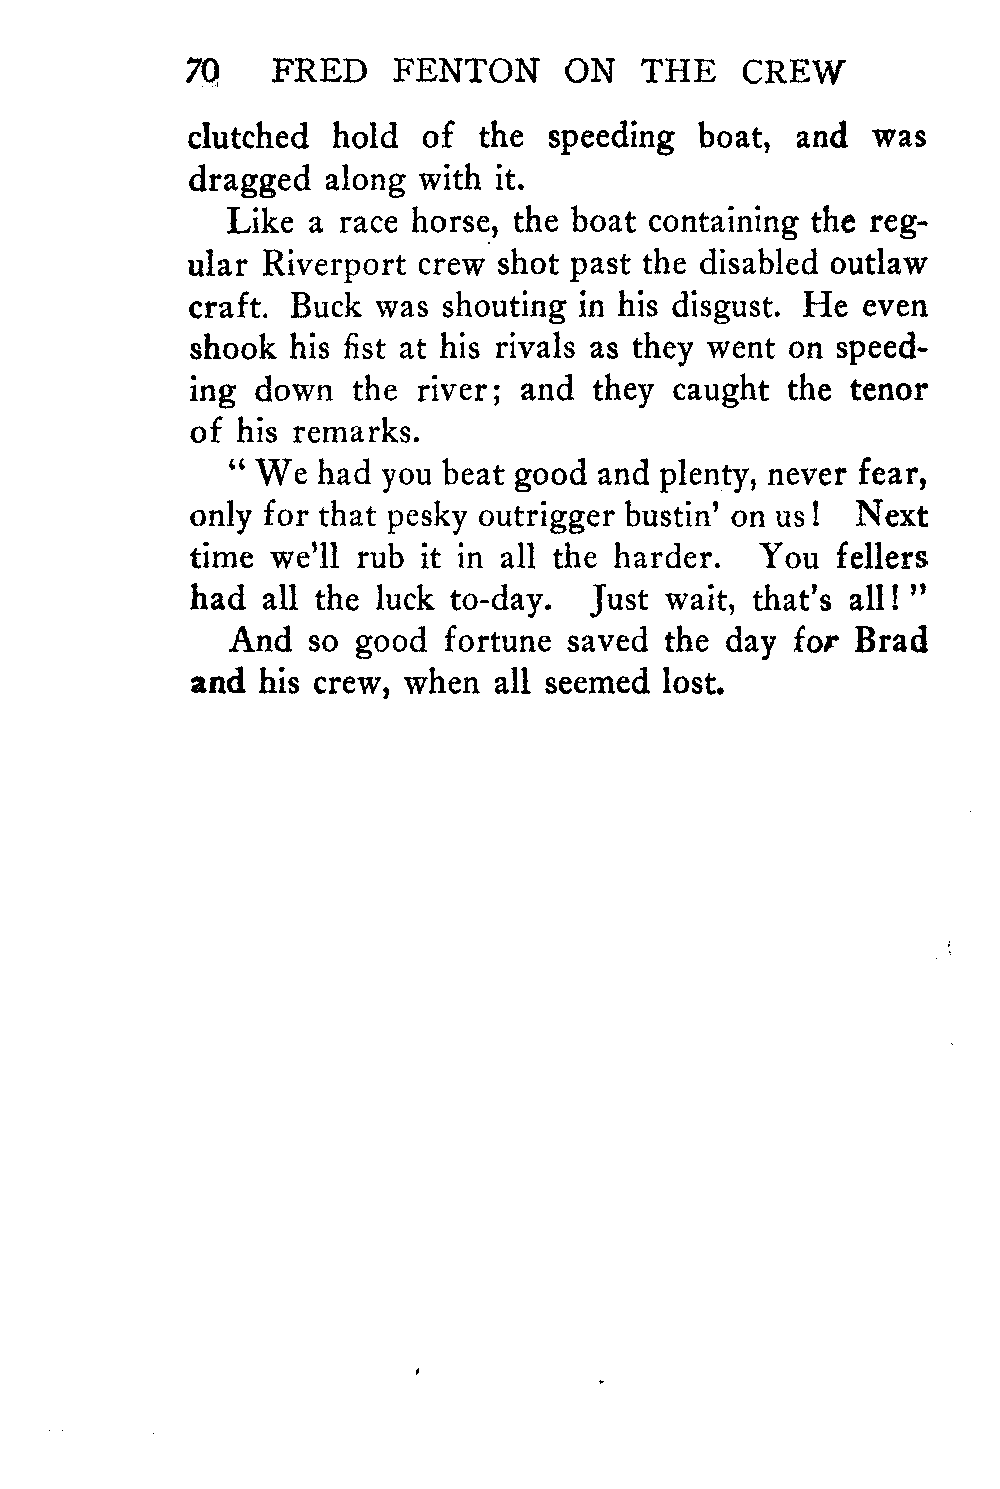 70 FRED FENTON ON THE CREW
clutched hold of the speeding boat, and was
dragged along with it.
Like a race horse, the boat containing the reg-
ular Riverport crew shot past the disabled outlaw
craft. Buck was shouting in his disgust. He even
shook his fist at his rivals as they went on speed-
ing down the river; and they caught the tenor
of his remarks.
“ We had you beat good and plenty, never fear,
only for that pesky outrigger bustin’ on us! Next
time we’ll rub it in all the harder. You fellers
had all the luck to-day. Just wait, that’s all! ”
And so good fortune saved the day for Brad
and his crew, when all seemed lost.